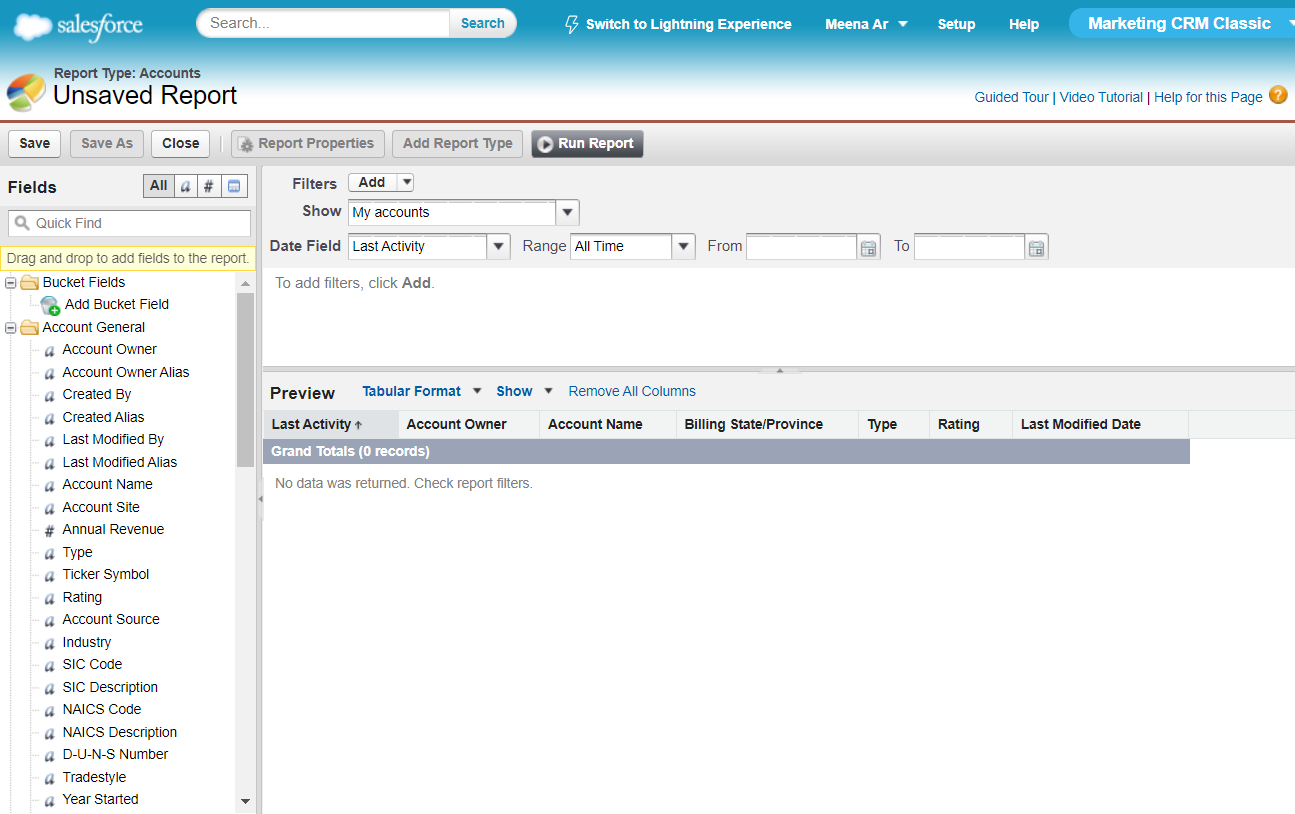 salesforce
Search...
Search
Switch to Lightning Experience
Meena Ar
Setup
Help
Marketing CRM Classic
Report Type: Accounts
Unsaved Report
Guided Tour | Video Tutorial | Help for this Page
?
Save
Save As
Close
Report Properties
Add Report Type
Run Report
Fields
All
a
#
Quick Find
Drag and drop to add fields to the report.
Bucket Fields
Add Bucket Field
Account General
a Account Owner
a Account Owner Alias
a Created By
a Created Alias
a Last Modified By
a Last Modified Alias
a Account Name
a Account Site
# Annual Revenue
a Type
a Ticker Symbol
a Rating
a Account Source
a Industry
a SIC Code
a SIC Description
a NAICS Code
a NAICS Description
a D-U-N-S Number
a Tradestyle
a Year Started
Filters Add
Show My accounts
Date Field Last Activity Range All Time From To
To add filters, click Add.
Preview Tabular Format Show Remove All Columns
Last Activity Account Owner Account Name Billing State/Province Type Rating Last Modified Date
Grand Totals (0 records)
No data was returned. Check report filters.